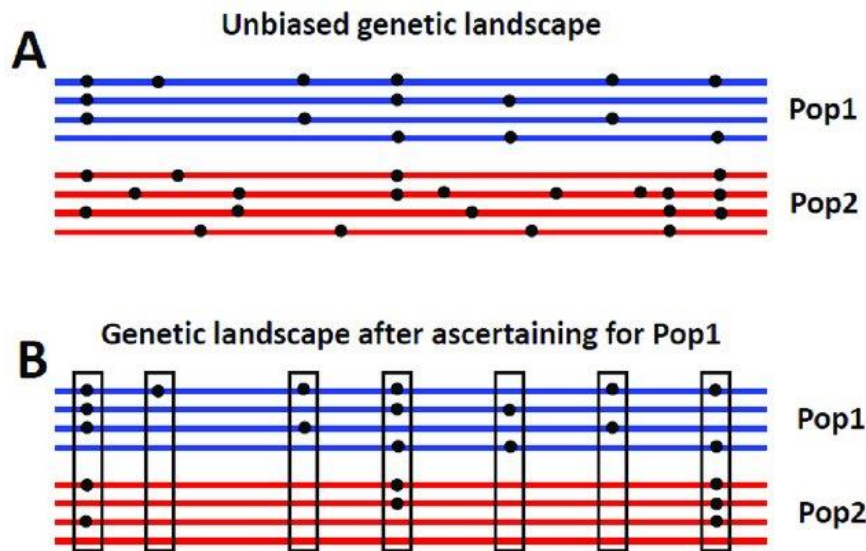 Unbiased genetic landscape
A
Pop1
Pop2
Genetic landscape after ascertaining for Pop1
B
Pop1
Pop2